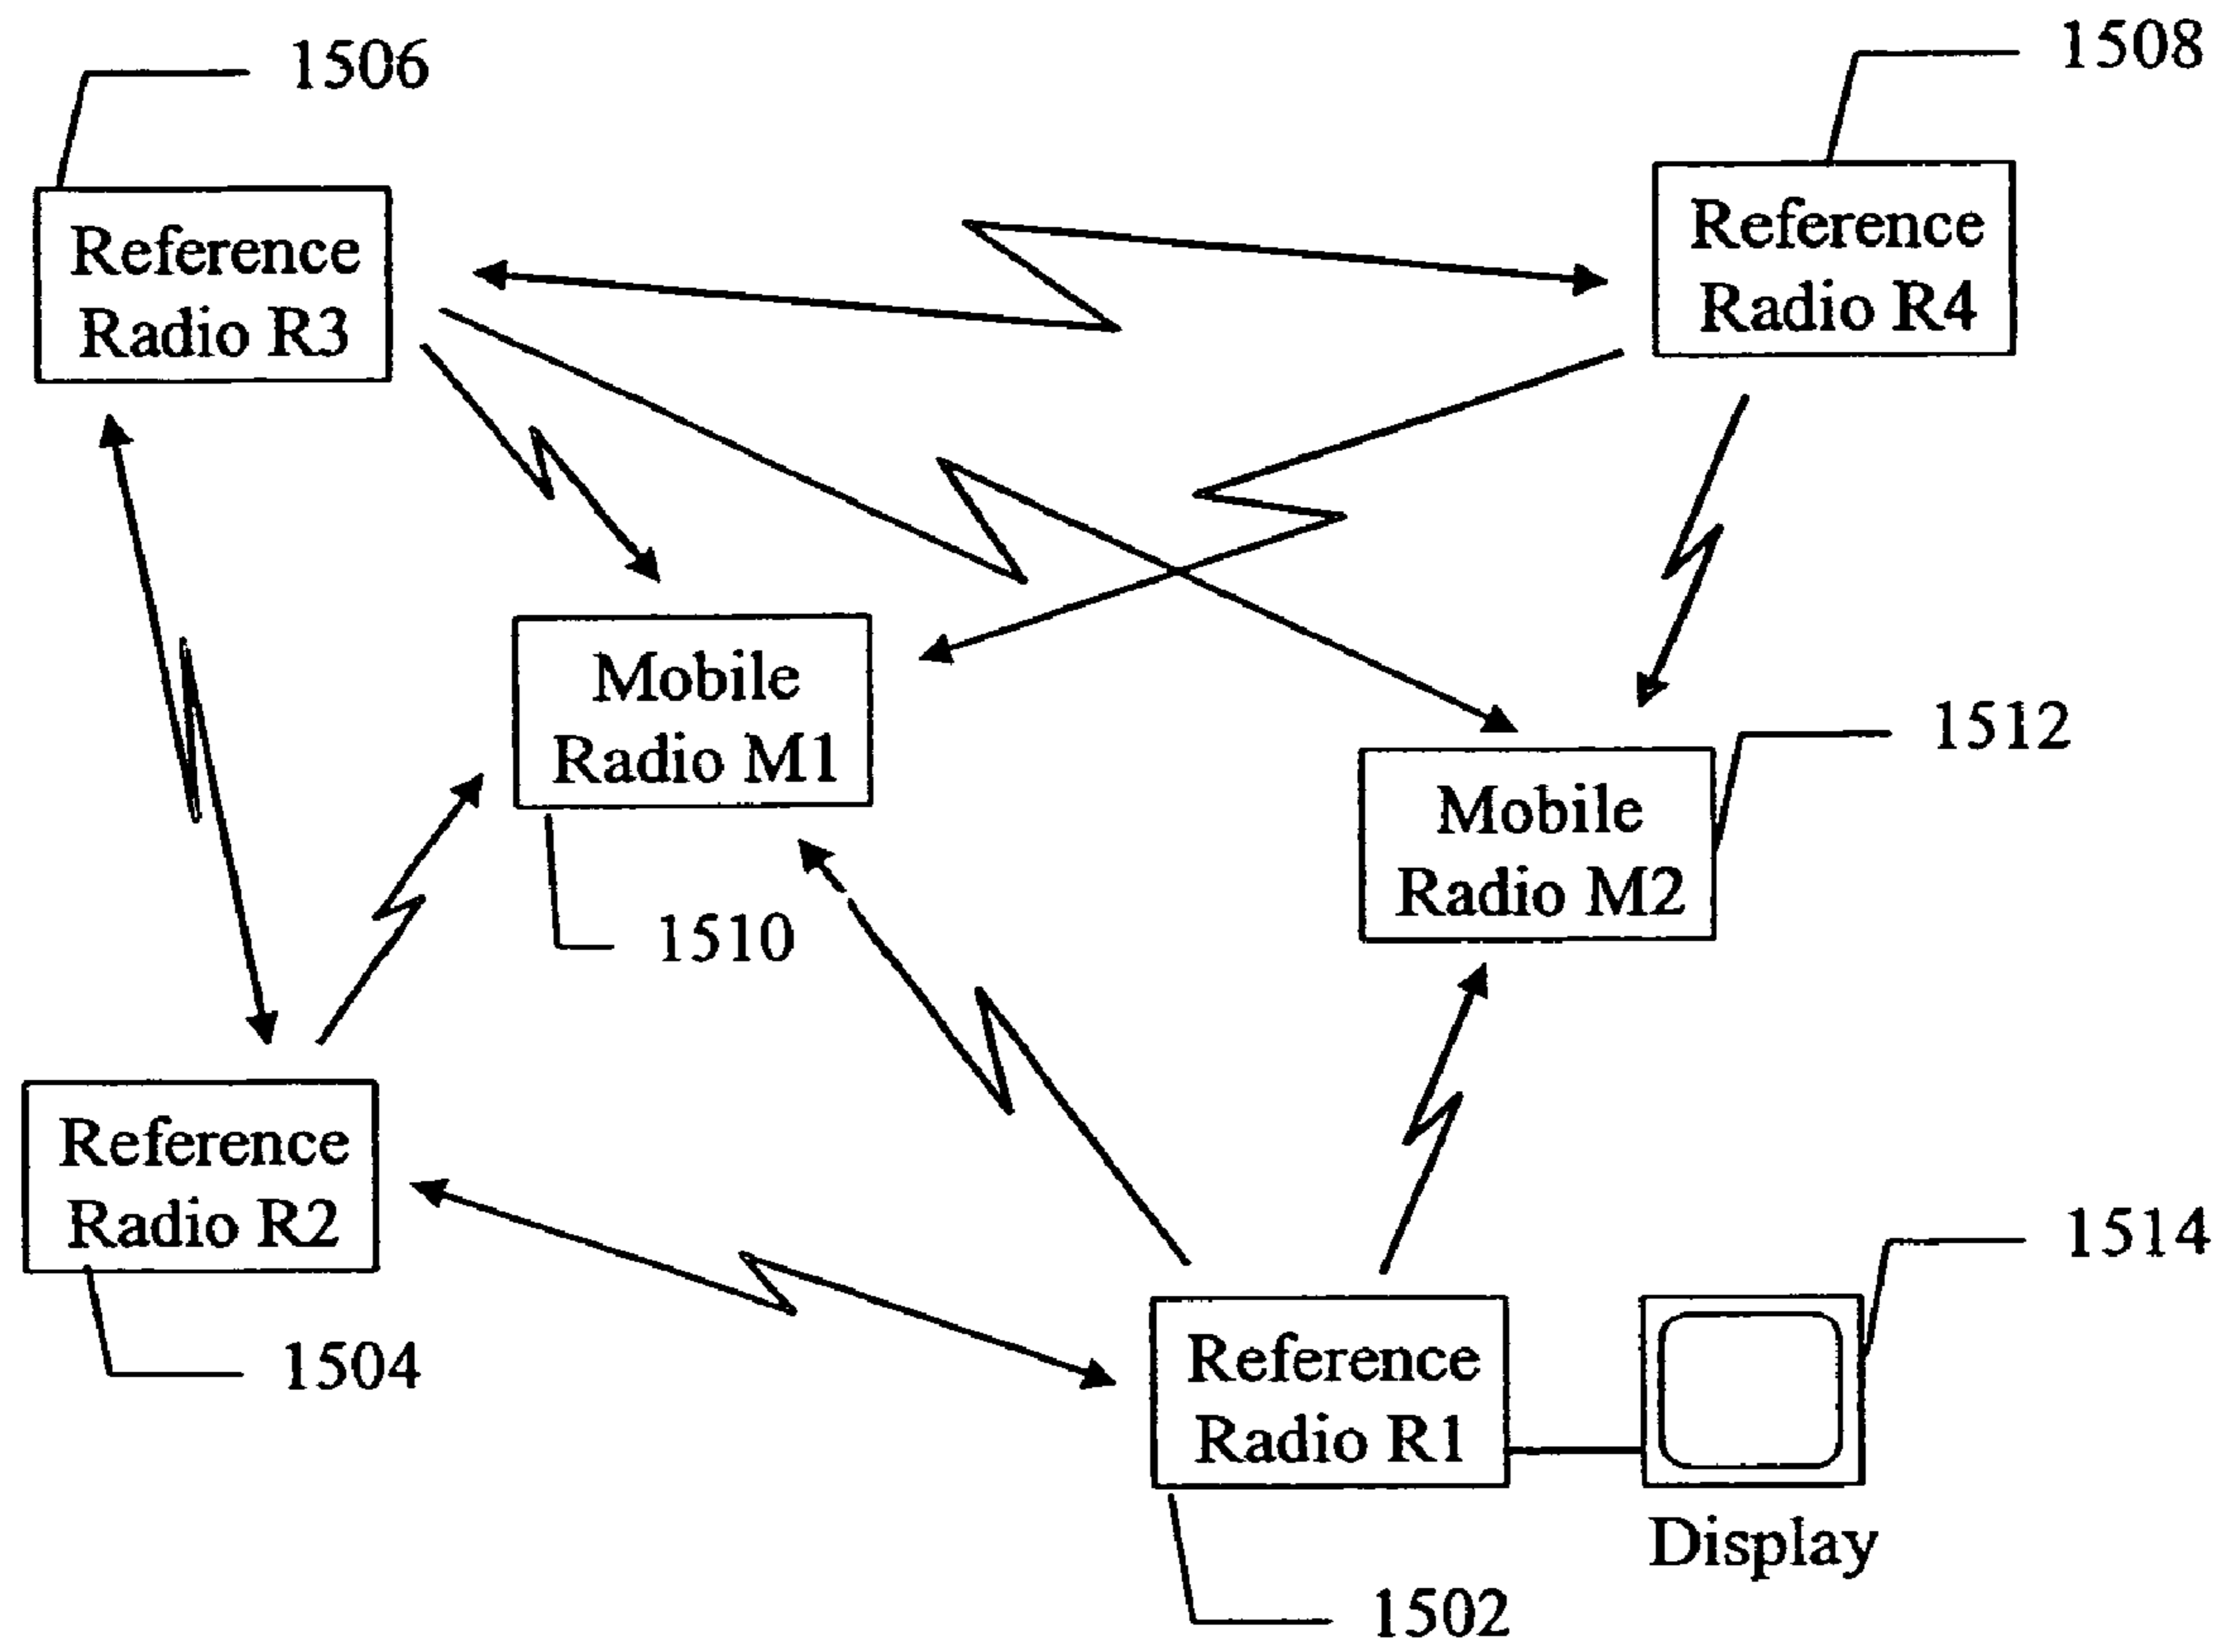 1506
1508
Reference
Radio R3
Reference
Radio R4
Mobile
Radio M1
1512
Mobile
Radio M2
1510
Reference
Radio R2
1514
1504
Reference
Radio R1
Display
1502